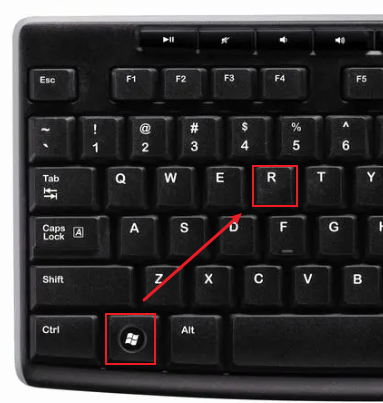 Esc F1 F2 F3 F4 F5
~ ! @ # $ % ^
` 1 2 3 4 5 6
Tab Q W E R T Y
Caps Lock A A S D F G
Shift Z X C V B
Ctrl Alt